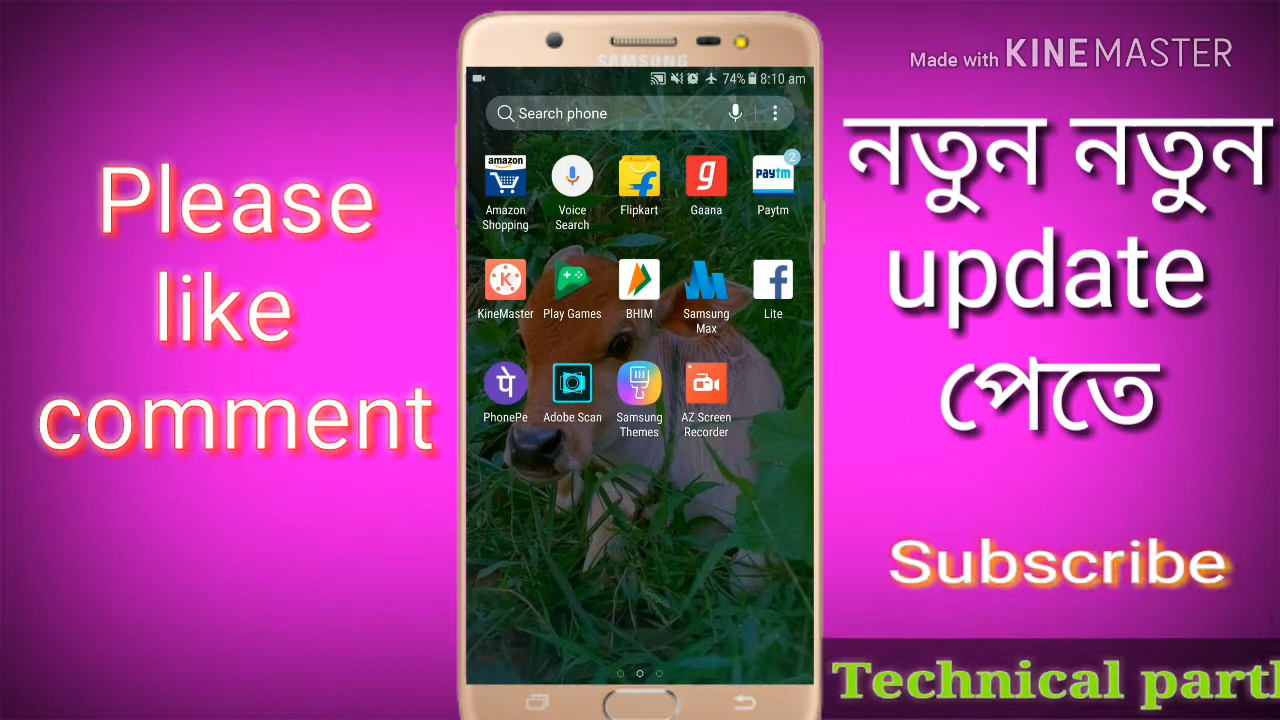 Made with KINEMASTER
Please
like
comment
SAMSUNG
74% 8:10 am
Search phone
amazon
paytm
2
Amazon
Shopping
Voice
Search
Flipkart
Gaana
Paytm
KineMaster
Play Games
BHIM
Samsung
Max
Lite
पे
PhonePe
Adobe Scan
Samsung
Themes
AZ Screen
Recorder
নতুন নতুন
update
পেতে
Subscribe
Technical